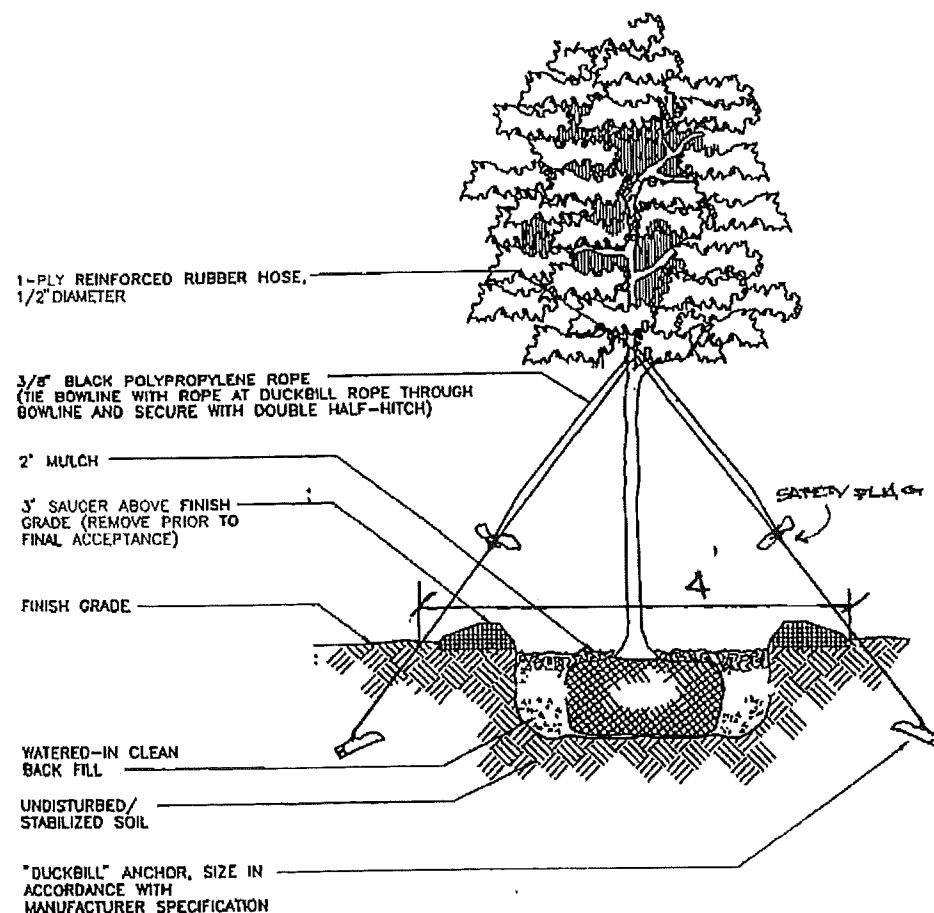 1-PLY REINFORCED RUBBER HOSE,
1/2" DIAMETER
3/8" BLACK POLYPROPYLENE ROPE
(TIE BOWLINE WITH ROPE AT DUCKBILL ROPE THROUGH
BOWLINE AND SECURE WITH DOUBLE HALF-HITCH)
2" MULCH
3" SAUCER ABOVE FINISH
GRADE (REMOVE PRIOR TO
FINAL ACCEPTANCE)
SAFETY FLAG
4'
FINISH GRADE
WATERED-IN CLEAN
BACK FILL
UNDISTURBED/
STABILIZED SOIL
"DUCKBILL" ANCHOR, SIZE IN
ACCORDANCE WITH
MANUFACTURER SPECIFICATION